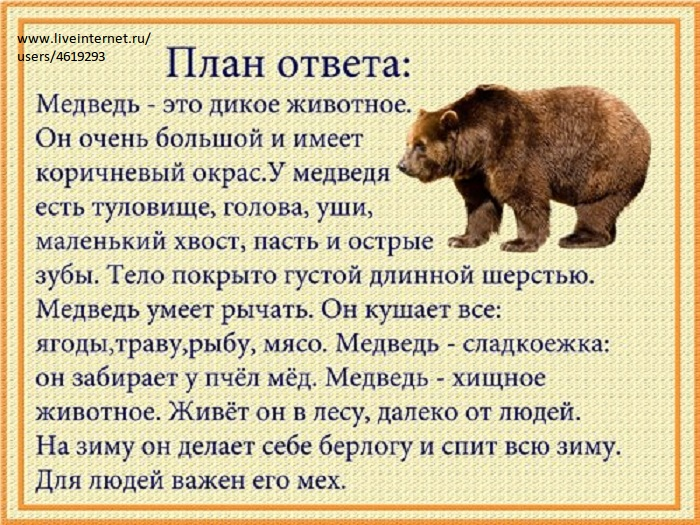 www.liveinternet.ru/
users/4619293
План ответа:
Медведь - это дикое животное.
Он очень большой и имеет
коричневый окрас.У медведя
есть туловище, голова, уши,
маленький хвост, пасть и острые
зубы. Тело покрыто густой длинной шерстью.
Медведь умеет рычать. Он кушает все:
ягоды,траву,рыбу, мясо. Медведь - сладкоежка:
он забирает у пчёл мёд. Медведь - хищное
животное. Живёт он в лесу, далеко от людей.
На зиму он делает себе берлогу и спит всю зиму.
Для людей важен его мех.